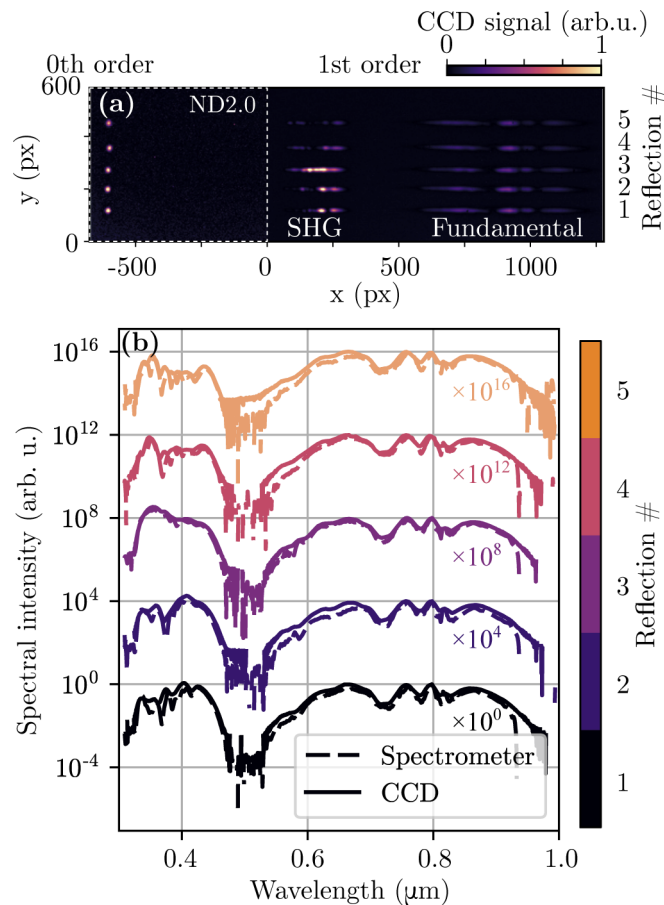 CCD signal (arb.u.)
0 1
0th order 1st order
600
(a) ND2.0
y (px)
0
SHG Fundamental
5
4
3
2
1
Reflection #
-500 0 500 1000
x (px)
(b)
Spectral intensity (arb. u.)
10^16
10^12
10^8
10^4
10^0
10^-4
×10^16
×10^12
×10^8
×10^4
×10^0
Spectrometer
CCD
0.4 0.6 0.8 1.0
Wavelength (μm)
5
4
3
2
1
Reflection #